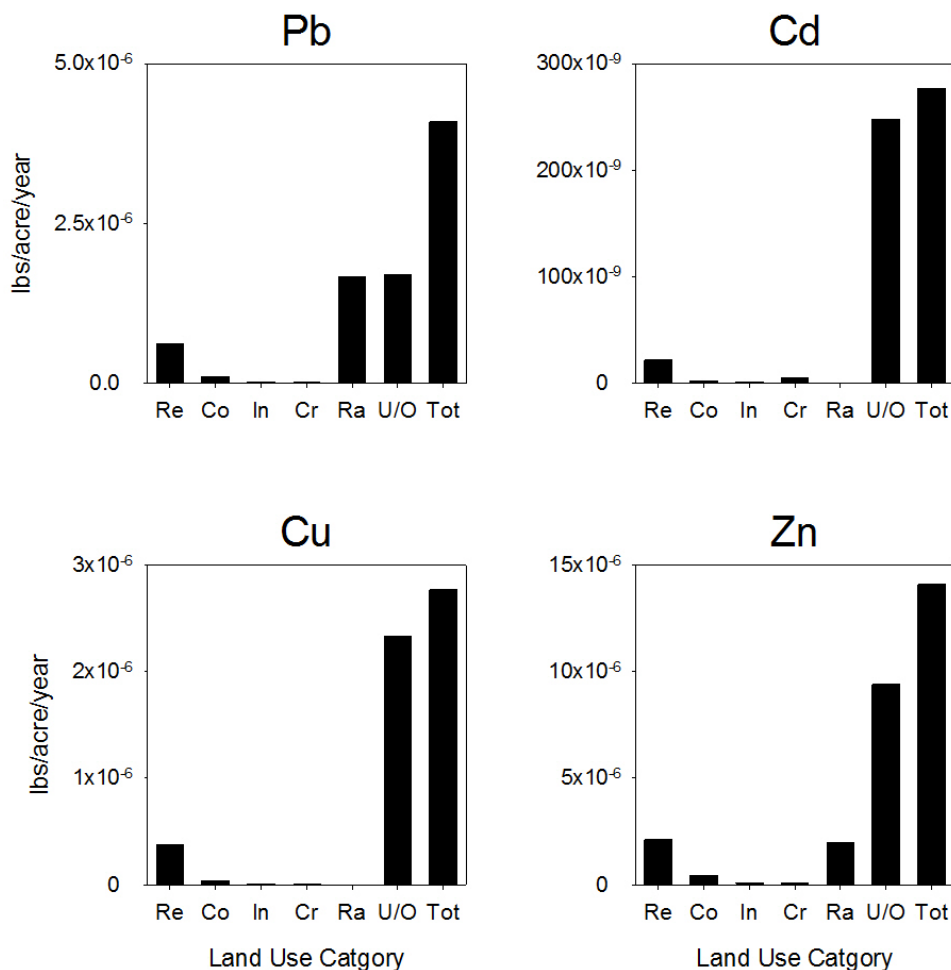 Pb
5.0x10⁻⁶
2.5x10⁻⁶
0.0
lbs/acre/year
Re Co In Cr Ra U/O Tot
Cd
300x10⁻⁹
200x10⁻⁹
100x10⁻⁹
0
Re Co In Cr Ra U/O Tot
Cu
3x10⁻⁶
2x10⁻⁶
1x10⁻⁶
0
lbs/acre/year
Re Co In Cr Ra U/O Tot
Land Use Catgory
Zn
15x10⁻⁶
10x10⁻⁶
5x10⁻⁶
0
Re Co In Cr Ra U/O Tot
Land Use Catgory